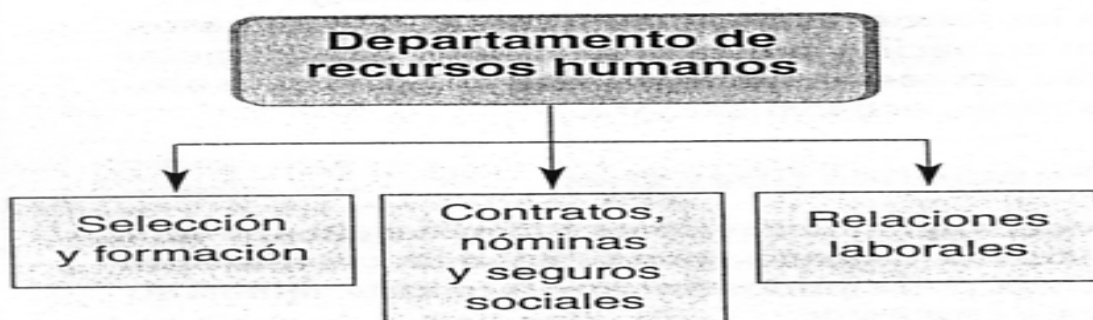 Departamento de
recursos humanos
Selección
y formación
Contratos,
nóminas
y seguros
sociales
Relaciones
laborales